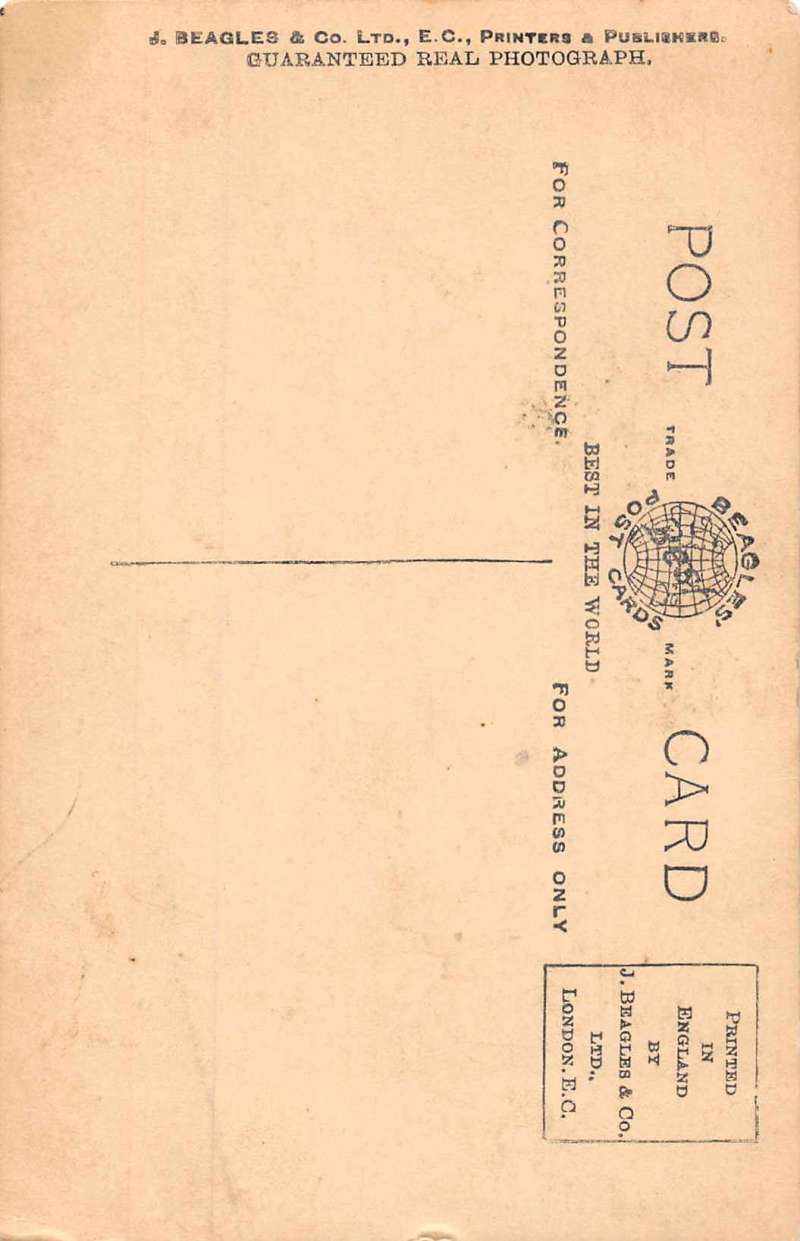 J. BEAGLES & CO. LTD., E.C., PRINTERS & PUBLISHERS.
GUARANTEED REAL PHOTOGRAPH.
POST CARD
TRADE MARK
BEAGLES'
POST CARDS
BEST IN THE WORLD
FOR CORRESPONDENCE.
FOR ADDRESS ONLY
PRINTED
IN
ENGLAND
BY
J. BEAGLES & CO.
LTD.,
LONDON. E.C.